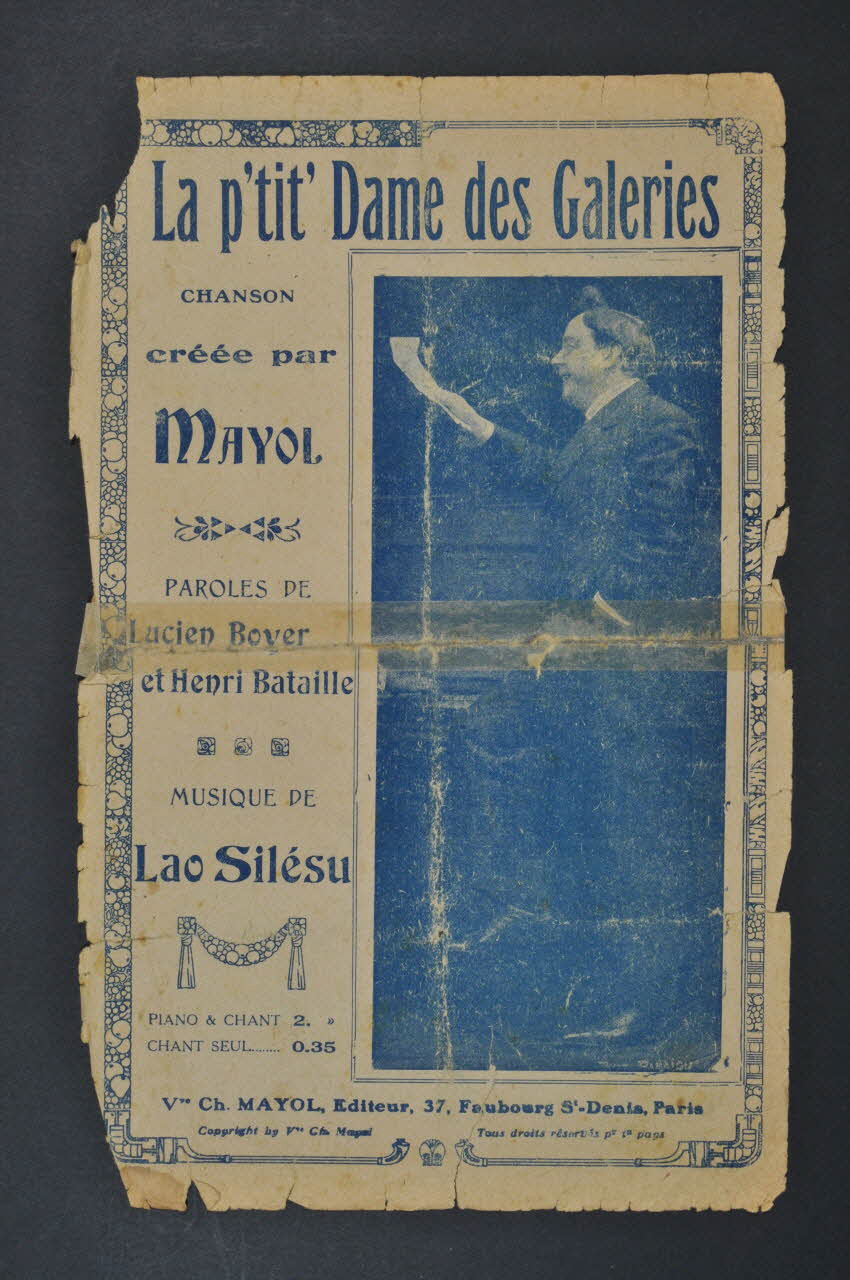 La p'tit' Dame des Galeries
CHANSON
créée par
MAYOL
PAROLES DE
Lucien Boyer
et Henri Bataille
MUSIQUE DE
Lao Silésu
PIANO & CHANT 2. »
CHANT SEUL........ 0.35
Vve Ch. MAYOL, Editeur, 37, Faubourg St-Denis, Paris
Copyright by Vve Ch. Mayol
Tous droits réservés pr ts pays